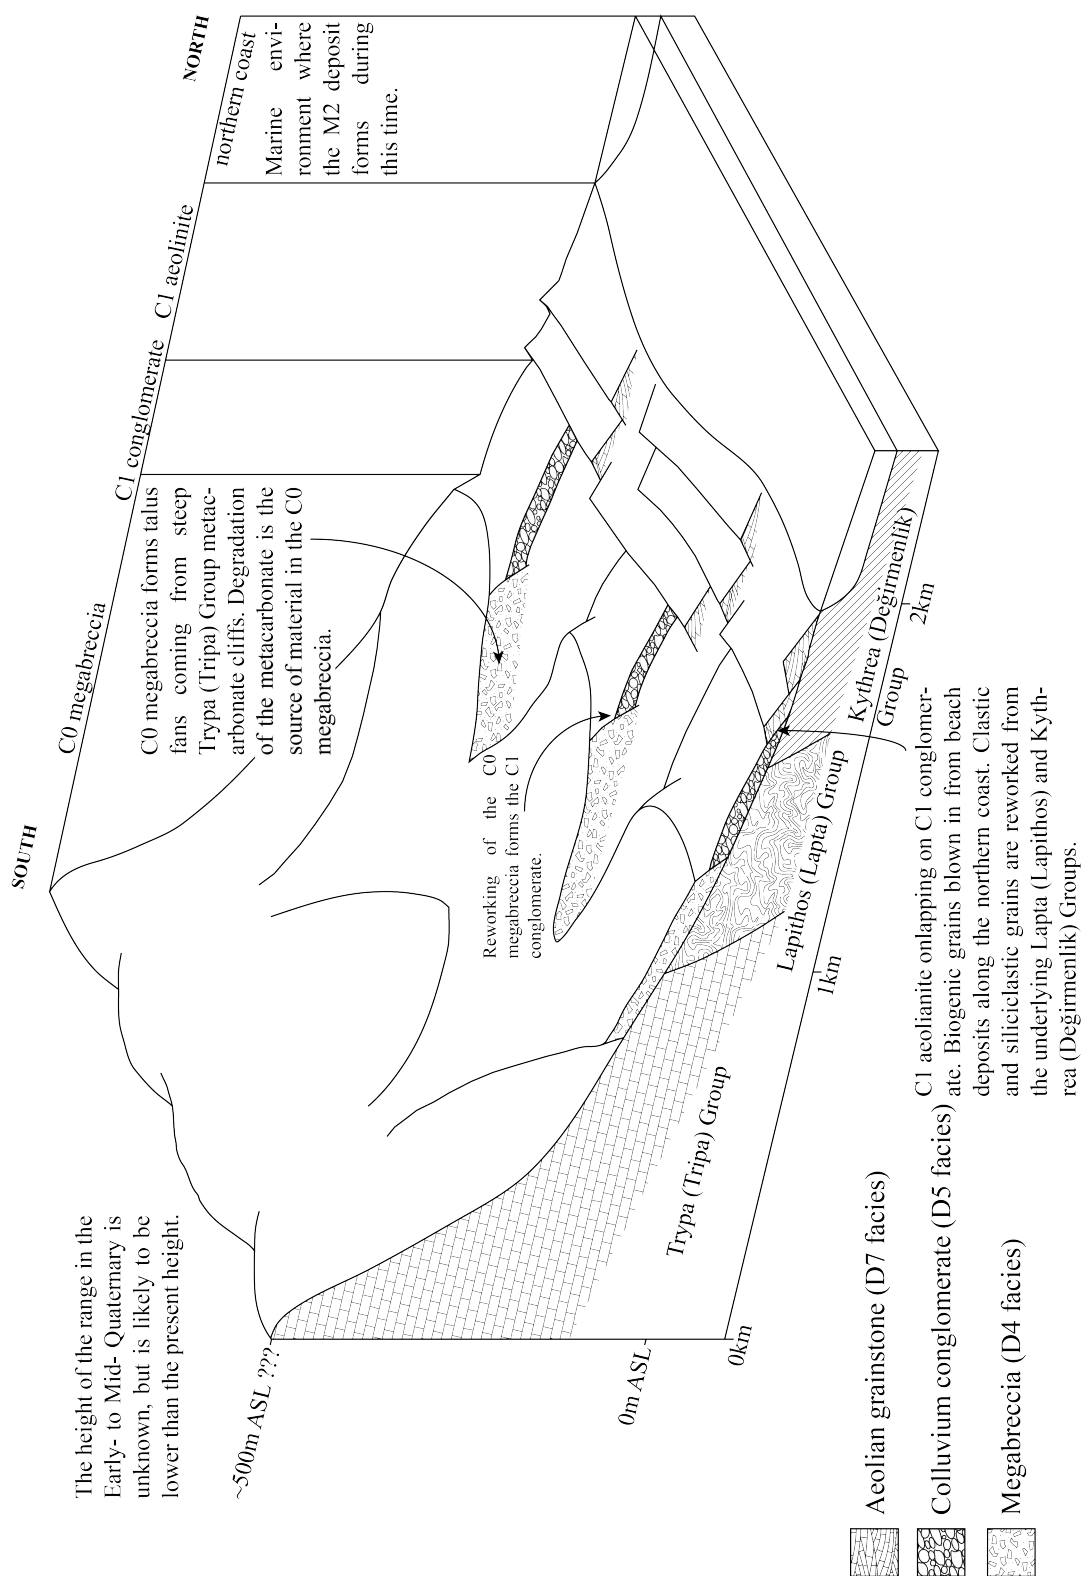 The height of the range in the
Early- to Mid- Quaternary is
unknown, but is likely to be
lower than the present height.
SOUTH
NORTH
C0 megabreccia
C1 conglomerate
C1 aeolinite
northern coast
C0 megabreccia forms talus
fans coming from steep
Trypa (Tripa) Group metac-
arbonate cliffs. Degradation
of the metacarbonate is the
source of material in the C0
megabreccia.
Marine envi-
ronment where
the M2 deposit
forms during
this time.
Reworking of the C0
megabreccia forms the C1
conglomerate.
~500m ASL ???
0m ASL
0km
1km
2km
Trypa (Tripa) Group
Lapithos (Lapta) Group
Kythrea (Değirmenlik)
Group
C1 aeolianite onlapping on C1 conglomer-
ate. Biogenic grains blown in from beach
deposits along the northern coast. Clastic
and siliciclastic grains are reworked from
the underlying Lapta (Lapithos) and Kyth-
rea (Değirmenlik) Groups.
Aeolian grainstone (D7 facies)
Colluvium conglomerate (D5 facies)
Megabreccia (D4 facies)